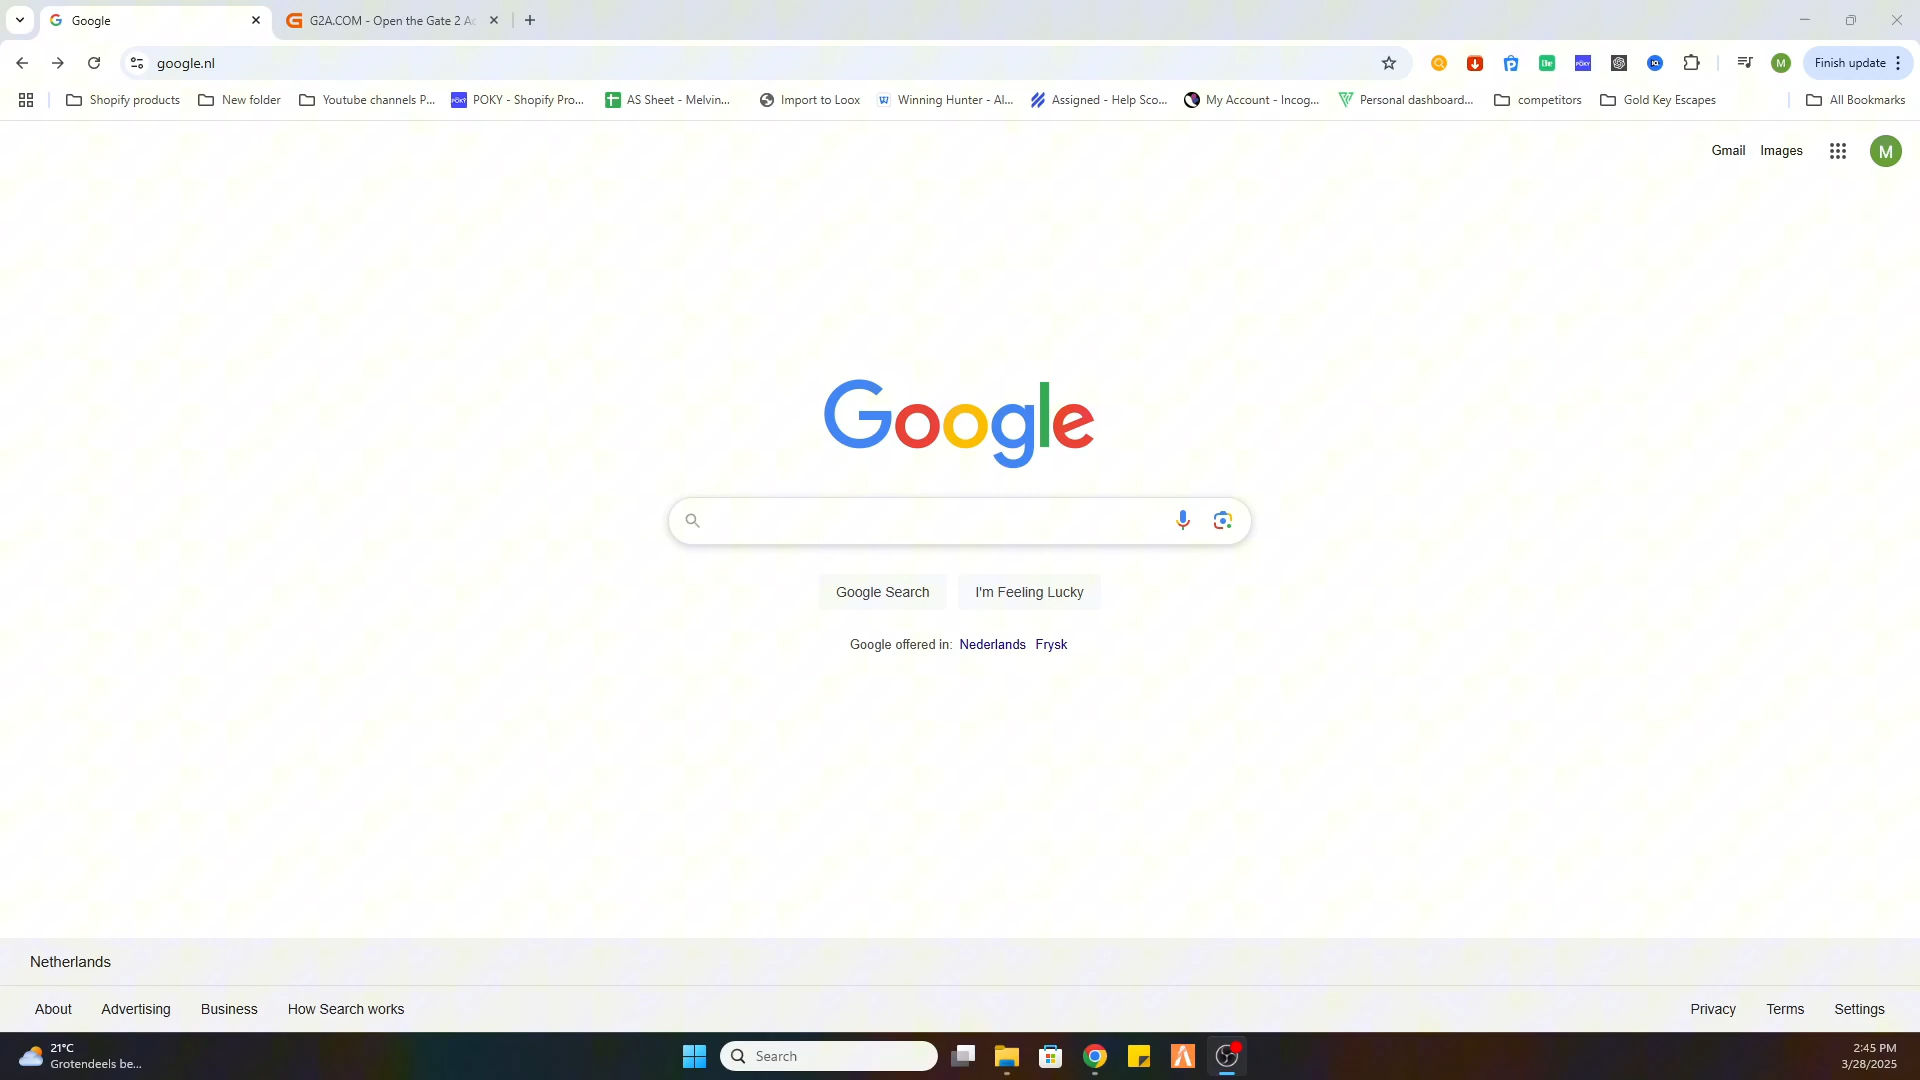 Google
G2A.COM - Open the Gate 2 Ac
google.nl
Finish update
Shopify products
New folder
Youtube channels P...
POKY - Shopify Pro...
AS Sheet - Melvin...
Import to Loox
Winning Hunter - AI...
Assigned - Help Sco...
My Account - Incog...
Personal dashboard...
competitors
Gold Key Escapes
All Bookmarks
Gmail
Images
M
Google
Google Search
I'm Feeling Lucky
Google offered in: Nederlands Frysk
Netherlands
About
Advertising
Business
How Search works
Privacy
Terms
Settings
21°C
Grotendeels be...
Search
2:45 PM
3/28/2025